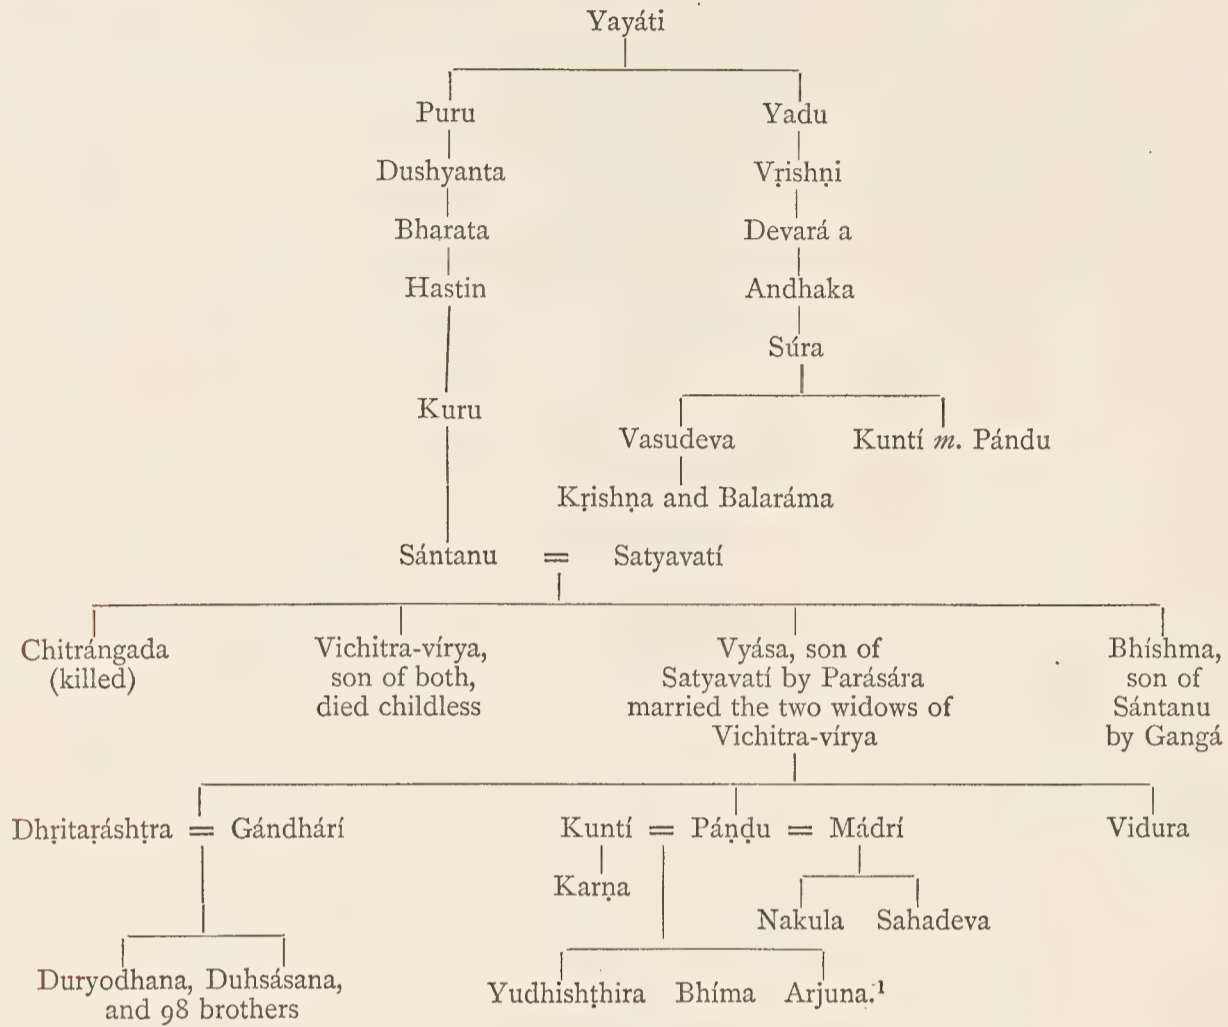 Yayáti
Puru Yadu
Dushyanta Vṛishṇi
Bharata Devará a
Hastin Andhaka
Súra
Kuru
Vasudeva Kuntí m. Pándu
Kṛishṇa and Balaráma
Sántanu = Satyavatí
Chitrángada Vichitra-vírya, Vyása, son of Bhíshma,
(killed) son of both, Satyavatí by Parására son of
died childless married the two widows of Sántanu
Vichitra-vírya by Gangá
Dhṛitaṛáshṭra = Gándhárí Kuntí = Páṇḍu = Mádrí Vidura
Karṇa
Nakula Sahadeva
Duryodhana, Duhsásana, Yudhishṭhira Bhíma Arjuna.¹
and 98 brothers